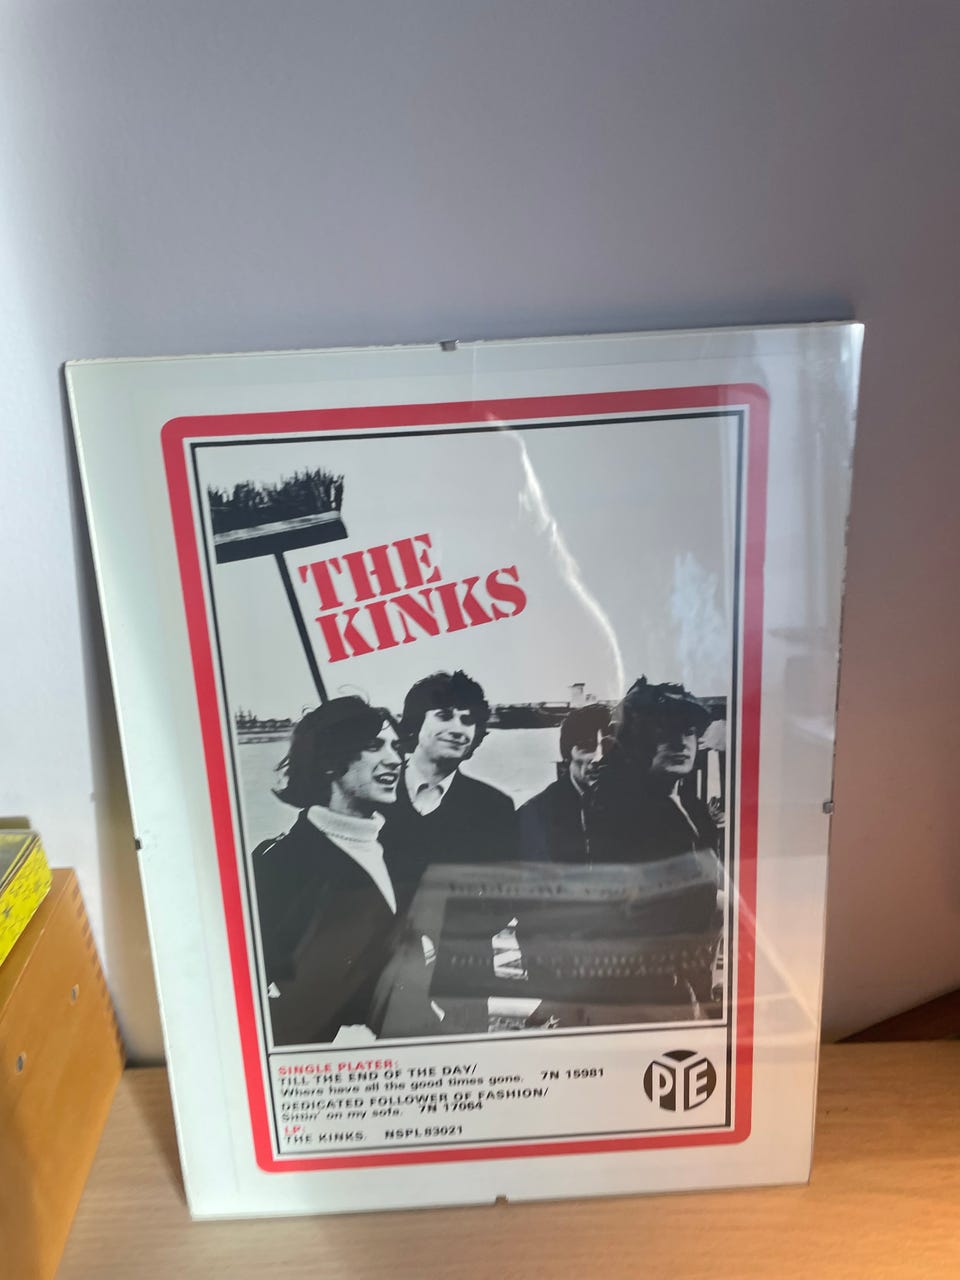 THE
KINKS
SINGLE PLATER:
TILL THE END OF THE DAY/
Where have all the good times gone. 7N 15981
DEDICATED FOLLOWER OF FASHION/
Sittin' on my sofa. 7N 17064
LP:
THE KINKS. NSPL 83021
PYE